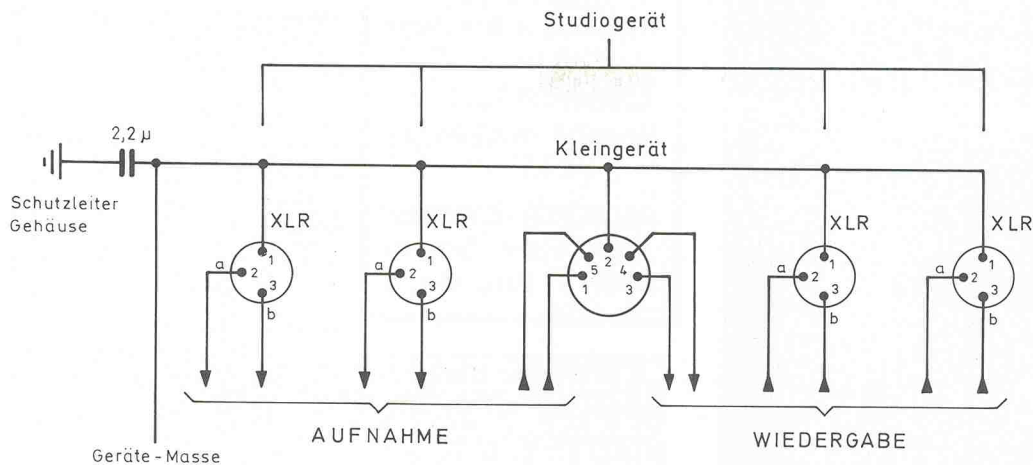 Studiogerät
2,2 µ
Kleingerät
Schutzleiter
Gehäuse
XLR
XLR
XLR
XLR
1
a
2
3
b
1
a
2
3
b
2
5
4
1
3
1
a
2
3
b
1
a
2
3
b
AUFNAHME
WIEDERGABE
Geräte-Masse